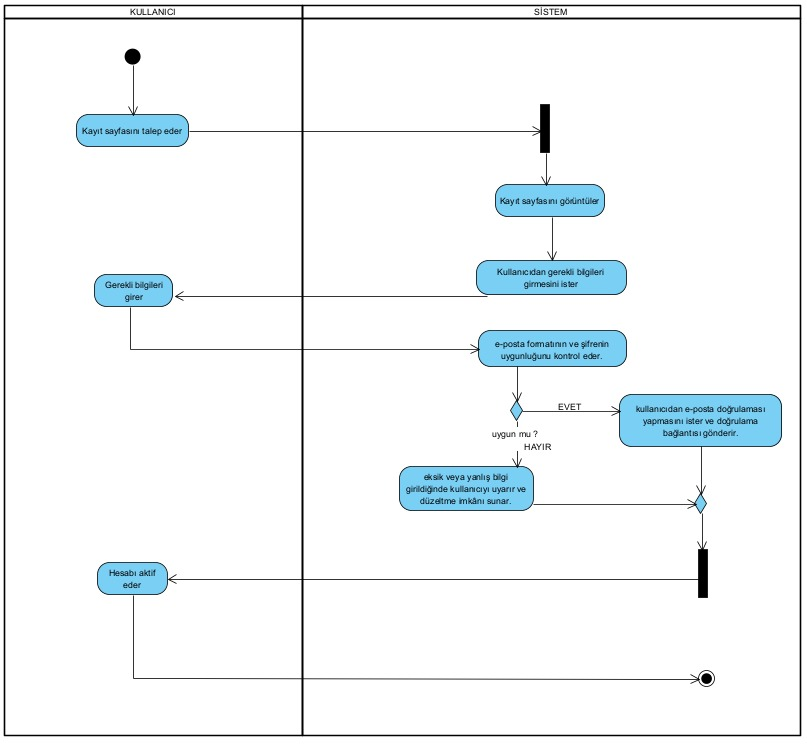 KULLANICI
SİSTEM
Kayıt sayfasını talep eder
Kayıt sayfasını görüntüler
Kullanıcıdan gerekli bilgileri
girmesini ister
Gerekli bilgileri
girer
e-posta formatının ve şifrenin
uygunluğunu kontrol eder.
EVET
kullanıcıdan e-posta doğrulaması
yapmasını ister ve doğrulama
bağlantısı gönderir.
uygun mu ?
HAYIR
eksik veya yanlış bilgi
girildiğinde kullanıcıyı uyarır ve
düzeltme imkânı sunar.
Hesabı aktif
eder